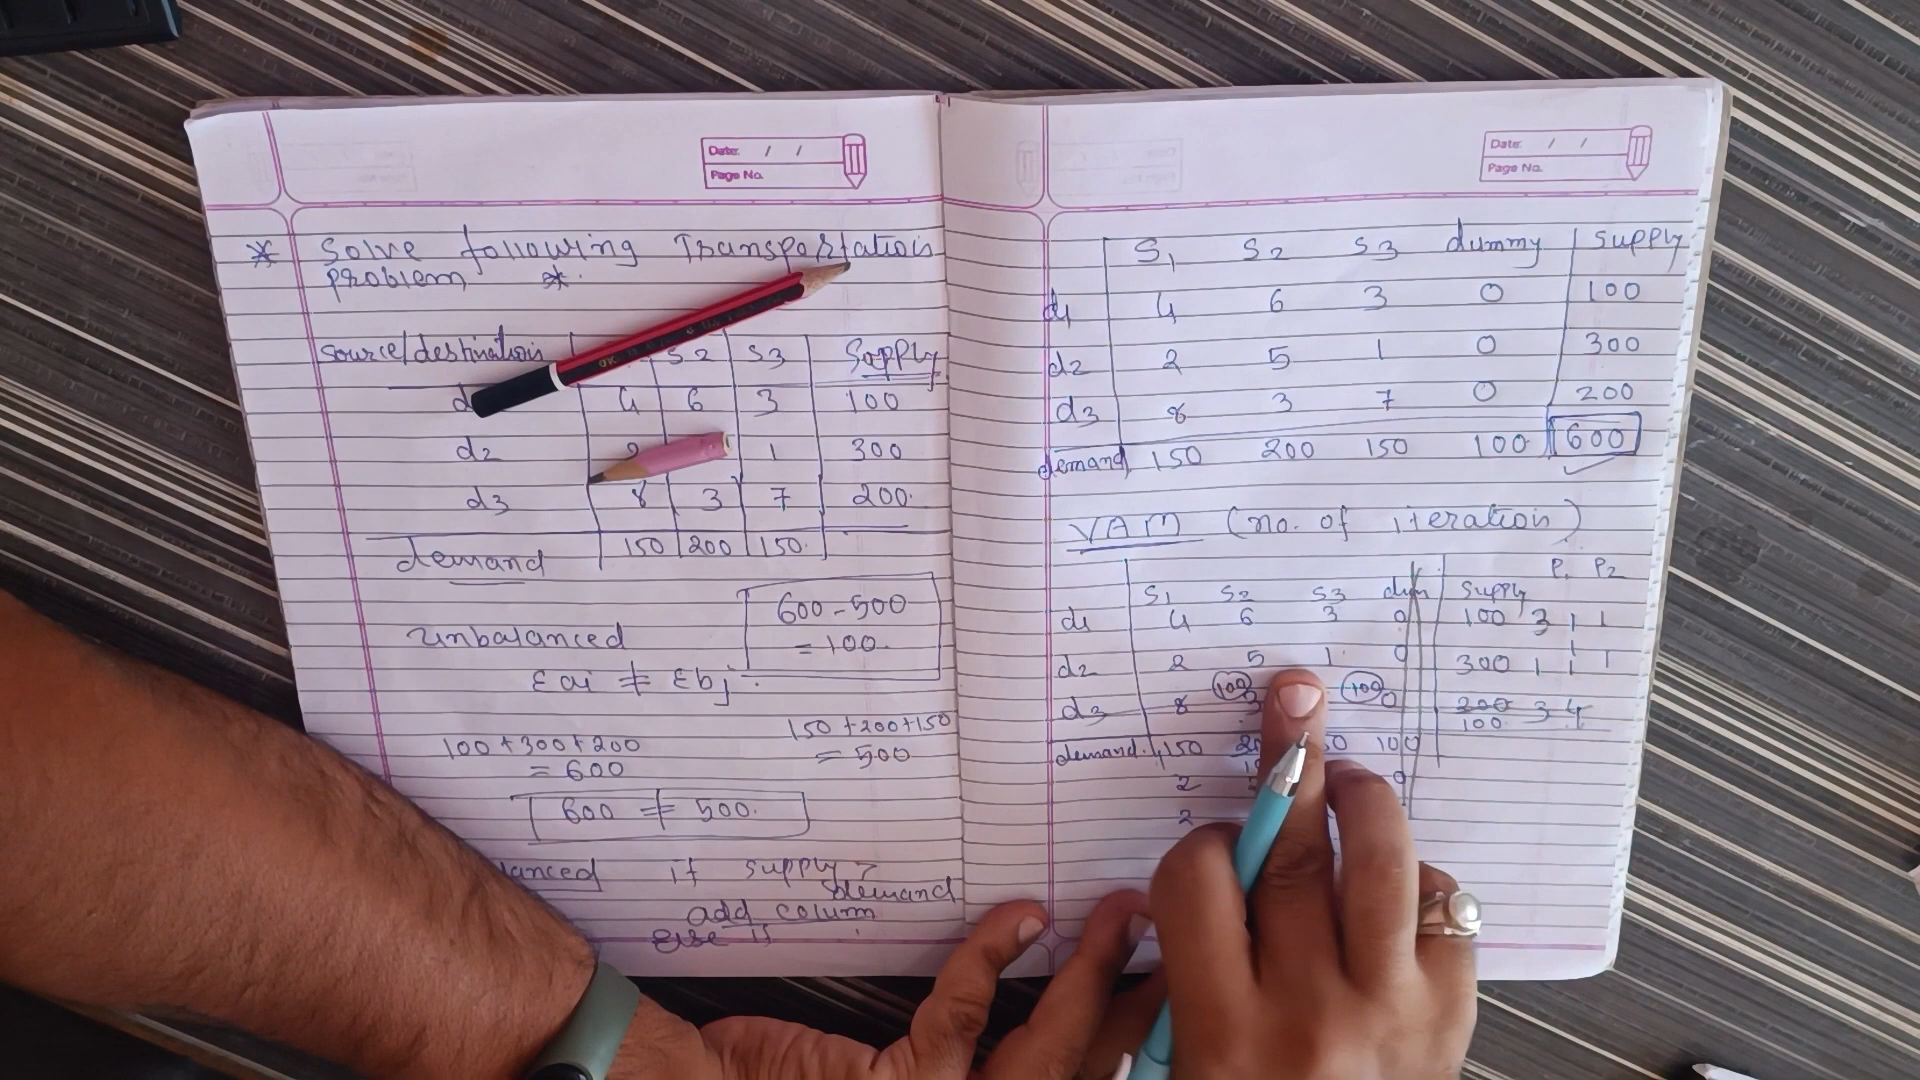 Date: / /
Page No.
* Solve following Transportation
problem *
source/destination S2 S3 Supply
4 6 3 100
d2 1 300
d3 8 3 7 200
demand 150 200 150
unbalanced
600-500
= 100
Σai ≠ Σbj
100+300+200
= 600
150+200+150
= 500
600 ≠ 500
if supply >
demand
add column
else if
Date: / /
Page No.
S1 S2 S3 dummy supply
d1 4 6 3 0 100
d2 2 5 1 0 300
d3 8 3 7 0 200
demand 150 200 150 100 600
VAM (no. of iteration)
P1 P2
S1 S2 S3 supply
d1 4 6 3 0 100 3 1 1
d2 2 5 1 0 300 1 1 1
100 100
d3 8 3 0 200 3 4
100
demand 150 100
2 0
2